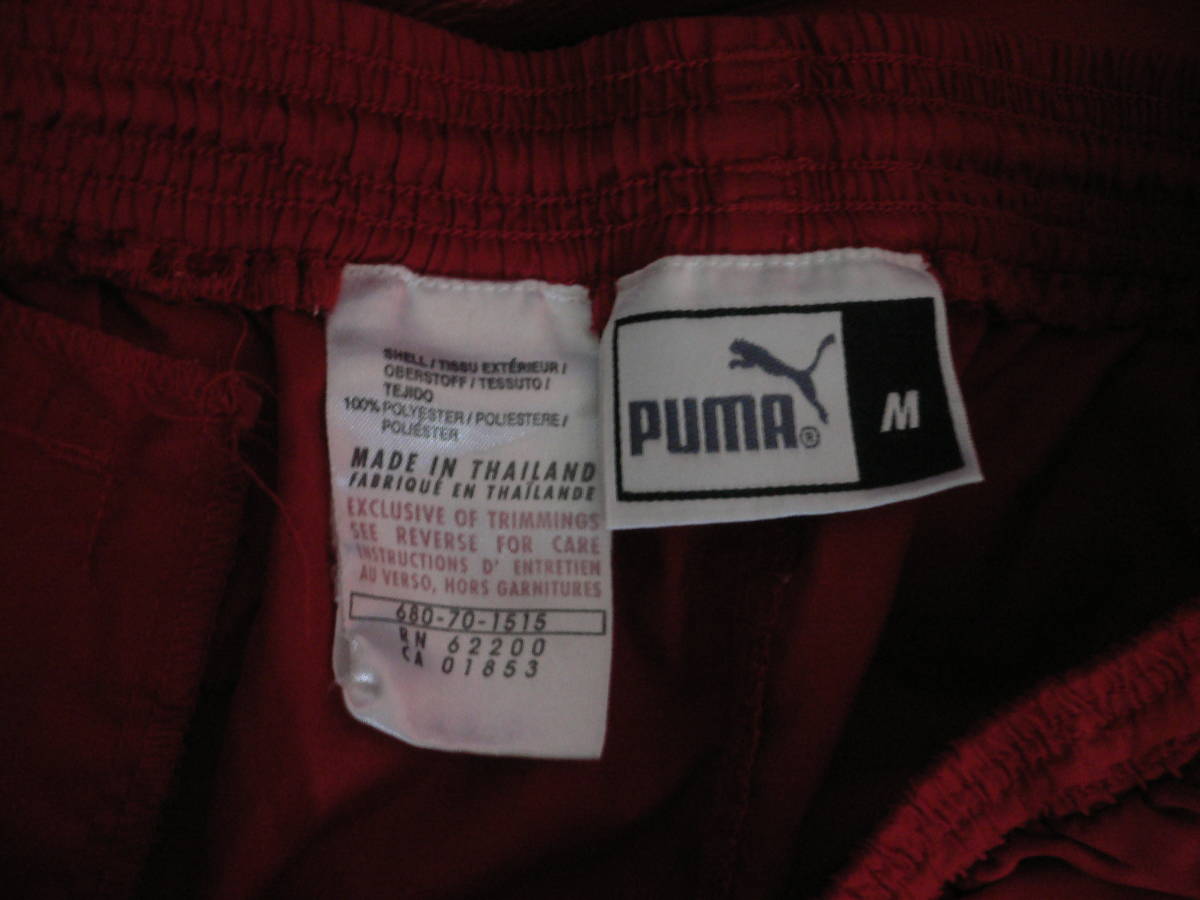 SHELL / TISSU EXTÉRIEUR /
OBERSTOFF / TESSUTO /
TEJIDO
100% POLYESTER / POLIESTERE /
POLIÉSTER
MADE IN THAILAND
FABRIQUÉ EN THAÏLANDE
EXCLUSIVE OF TRIMMINGS
SEE REVERSE FOR CARE
INSTRUCTIONS D' ENTRETIEN
AU VERSO, HORS GARNITURES
680-70-1515
RN 62200
CA 01853
PUMA®
M